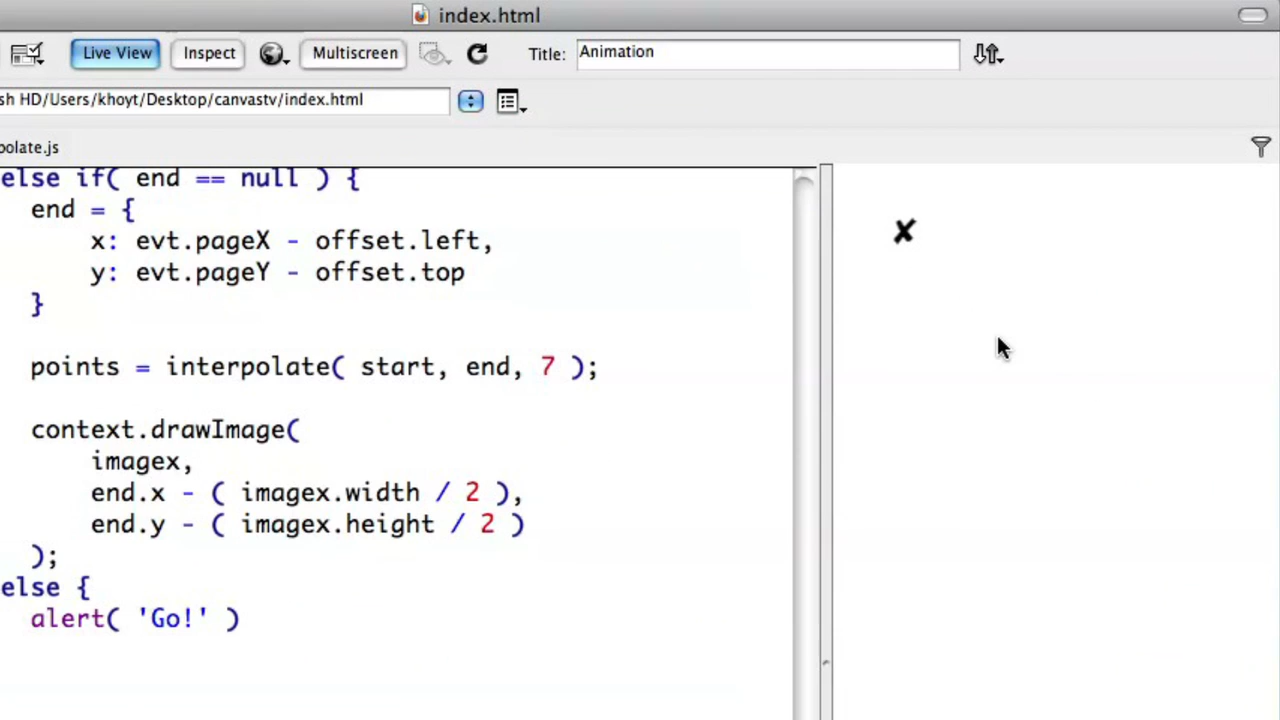 index.html
Live View Inspect Multiscreen Title: Animation
sh HD/Users/khoyt/Desktop/canvastv/index.html
polate.js
else if( end == null ) {
end = {
x: evt.pageX - offset.left,
y: evt.pageY - offset.top
}
points = interpolate( start, end, 7 );
context.drawImage(
imagex,
end.x - ( imagex.width / 2 ),
end.y - ( imagex.height / 2 )
);
else {
alert( 'Go!' )